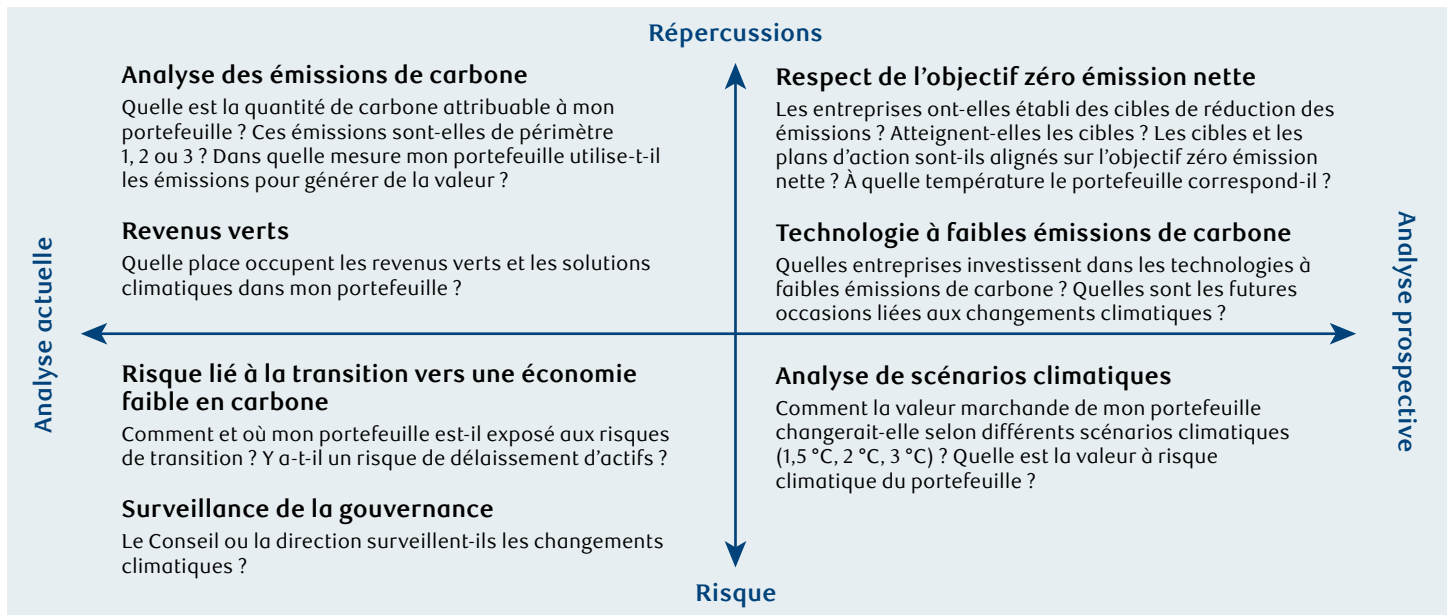 Répercussions
Analyse des émissions de carbone
Quelle est la quantité de carbone attribuable à mon
portefeuille ? Ces émissions sont-elles de périmètre
1, 2 ou 3 ? Dans quelle mesure mon portefeuille utilise-t-il
les émissions pour générer de la valeur ?
Revenus verts
Quelle place occupent les revenus verts et les solutions
climatiques dans mon portefeuille ?
Respect de l’objectif zéro émission nette
Les entreprises ont-elles établi des cibles de réduction des
émissions ? Atteignent-elles les cibles ? Les cibles et les
plans d’action sont-ils alignés sur l’objectif zéro émission
nette ? À quelle température le portefeuille correspond-il ?
Technologie à faibles émissions de carbone
Quelles entreprises investissent dans les technologies à
faibles émissions de carbone ? Quelles sont les futures
occasions liées aux changements climatiques ?
Analyse actuelle
Analyse prospective
Risque lié à la transition vers une économie
faible en carbone
Comment et où mon portefeuille est-il exposé aux risques
de transition ? Y a-t-il un risque de délaissement d’actifs ?
Surveillance de la gouvernance
Le Conseil ou la direction surveillent-ils les changements
climatiques ?
Analyse de scénarios climatiques
Comment la valeur marchande de mon portefeuille
changerait-elle selon différents scénarios climatiques
(1,5 °C, 2 °C, 3 °C) ? Quelle est la valeur à risque
climatique du portefeuille ?
Risque